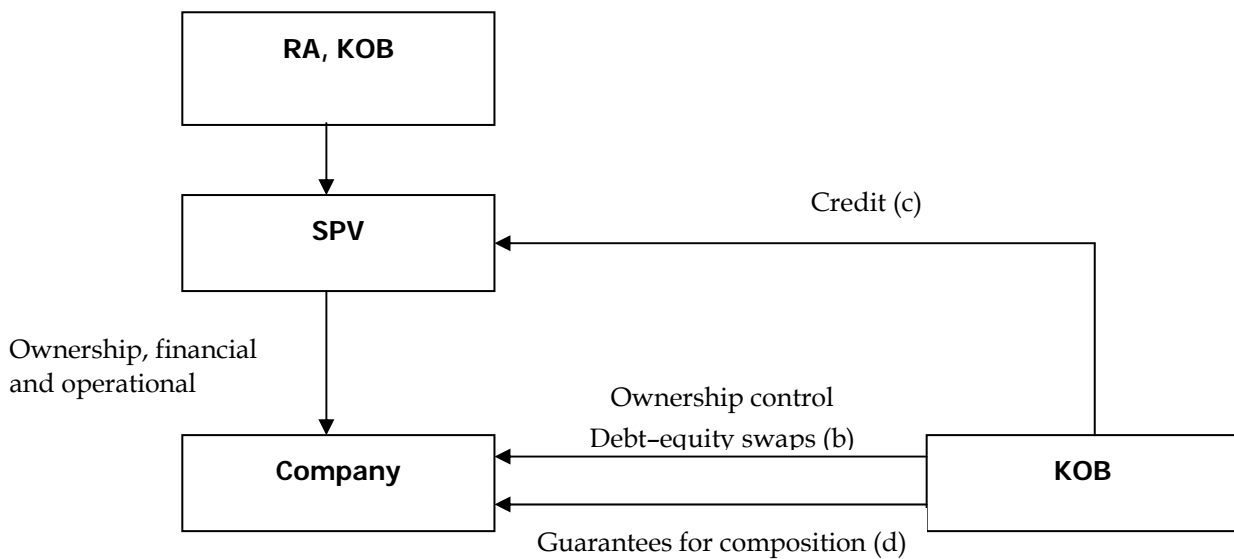 RA, KOB
Credit (c)
SPV
Ownership, financial
and operational
Ownership control
Debt–equity swaps (b)
Company
KOB
Guarantees for composition (d)